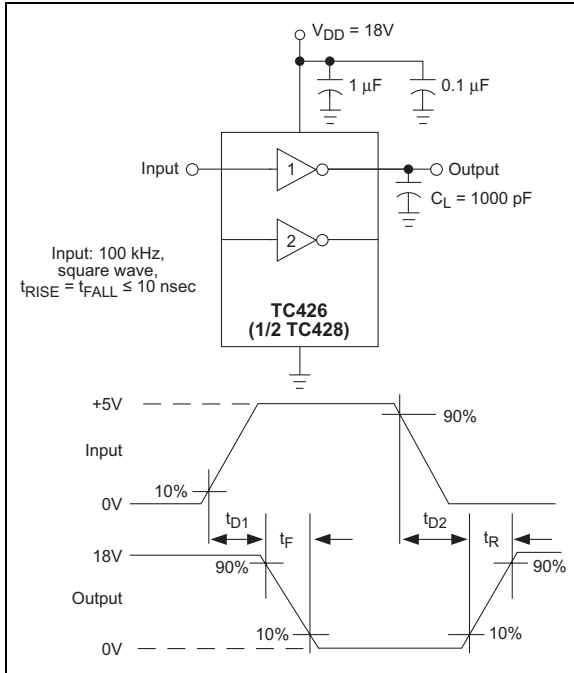 V_DD = 18V
1 μF
0.1 μF
Input
1
Output
C_L = 1000 pF
2
Input: 100 kHz,
square wave,
t_RISE = t_FALL ≤ 10 nsec
TC426
(1/2 TC428)
+5V
90%
Input
10%
0V
t_D1
t_F
t_D2
t_R
18V
90%
90%
Output
10%
10%
0V